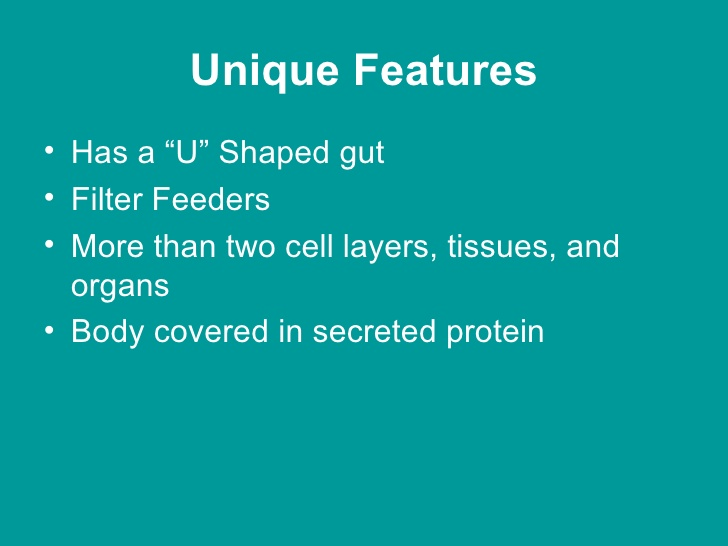 Unique Features
• Has a “U” Shaped gut
• Filter Feeders
• More than two cell layers, tissues, and
organs
• Body covered in secreted protein